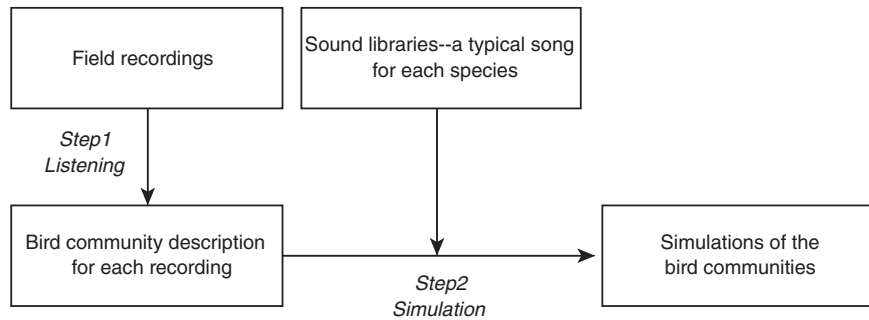 Field recordings
Sound libraries--a typical song
for each species
Step1
Listening
Bird community description
for each recording
Step2
Simulation
Simulations of the
bird communities